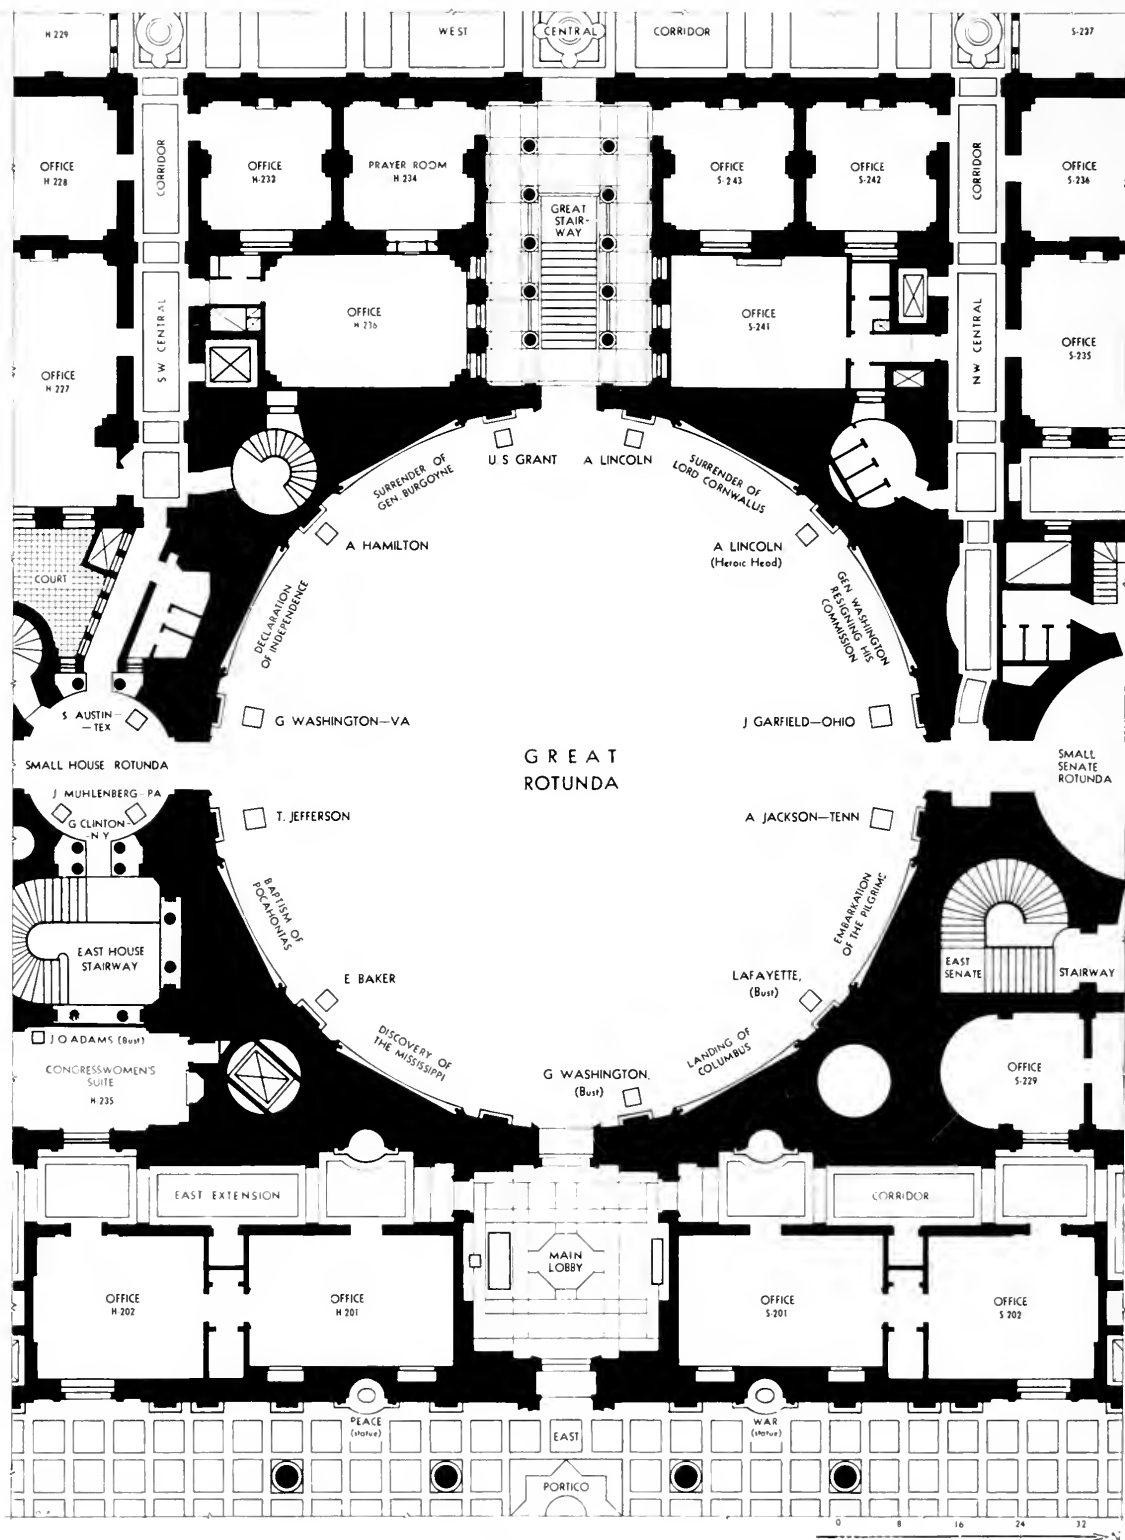 H 229
WEST
CENTRAL
CORRIDOR
S-227
OFFICE
H 228
CORRIDOR
OFFICE
H-232
PRAYER ROOM
H 234
GREAT
STAIR-
WAY
OFFICE
S-243
OFFICE
S-242
CORRIDOR
OFFICE
S-236
OFFICE
H 227
SW CENTRAL
OFFICE
H 236
OFFICE
S-241
NW CENTRAL
OFFICE
S-235
U S GRANT
A LINCOLN
SURRENDER OF
GEN. BURGOYNE
SURRENDER OF
LORD CORNWALLIS
A HAMILTON
A LINCOLN
(Heroic Head)
COURT
DECLARATION
OF INDEPENDENCE
GEN WASHINGTON
RESIGNING HIS
COMMISSION
S AUSTIN—
—TEX
G WASHINGTON—VA
J GARFIELD—OHIO
SMALL HOUSE ROTUNDA
GREAT
ROTUNDA
SMALL
SENATE
ROTUNDA
J MUHLENBERG-PA
G CLINTON—
—N Y
T. JEFFERSON
A JACKSON—TENN
BAPTISM OF
POCAHONTAS
EMBARKATION
OF THE PILGRIMS
EAST HOUSE
STAIRWAY
EAST
SENATE
STAIRWAY
E BAKER
LAFAYETTE,
(Bust)
J Q ADAMS (Bust)
DISCOVERY OF
THE MISSISSIPPI
LANDING OF
COLUMBUS
CONGRESSWOMEN'S
SUITE
H-235
G WASHINGTON,
(Bust)
OFFICE
S-229
EAST EXTENSION
CORRIDOR
MAIN
LOBBY
OFFICE
H-202
OFFICE
H 201
OFFICE
S-201
OFFICE
S 202
PEACE
(statue)
EAST
WAR
(statue)
PORTICO
0 8 16 24 32
N